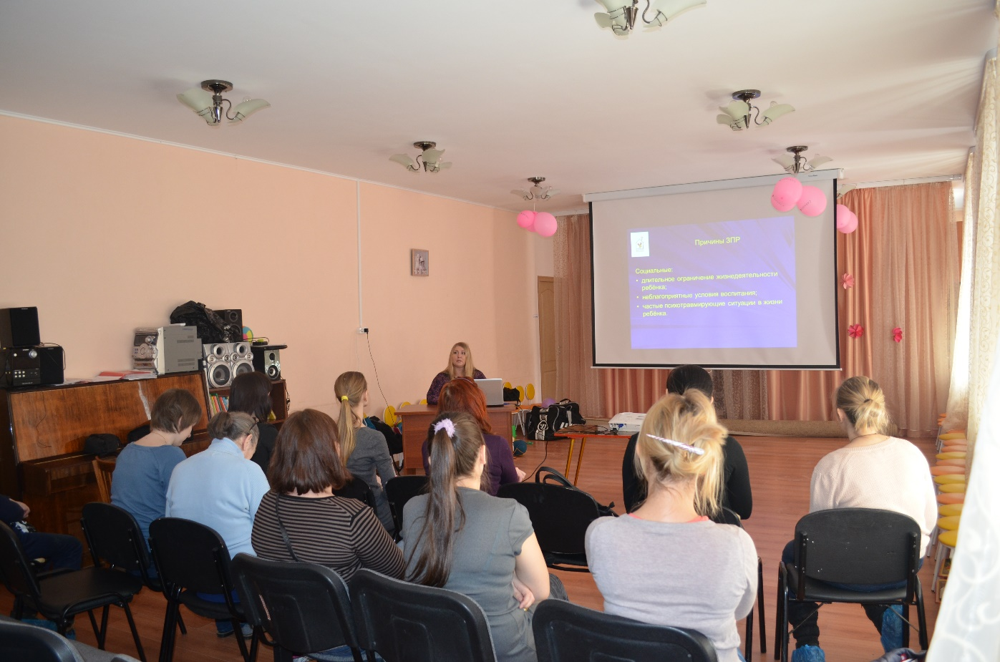 Причины ЗПР
Социальные:
• длительное ограничение жизнедеятельности
ребёнка;
• неблагоприятные условия воспитания;
• частые психотравмирующие ситуации в жизни
ребёнка.